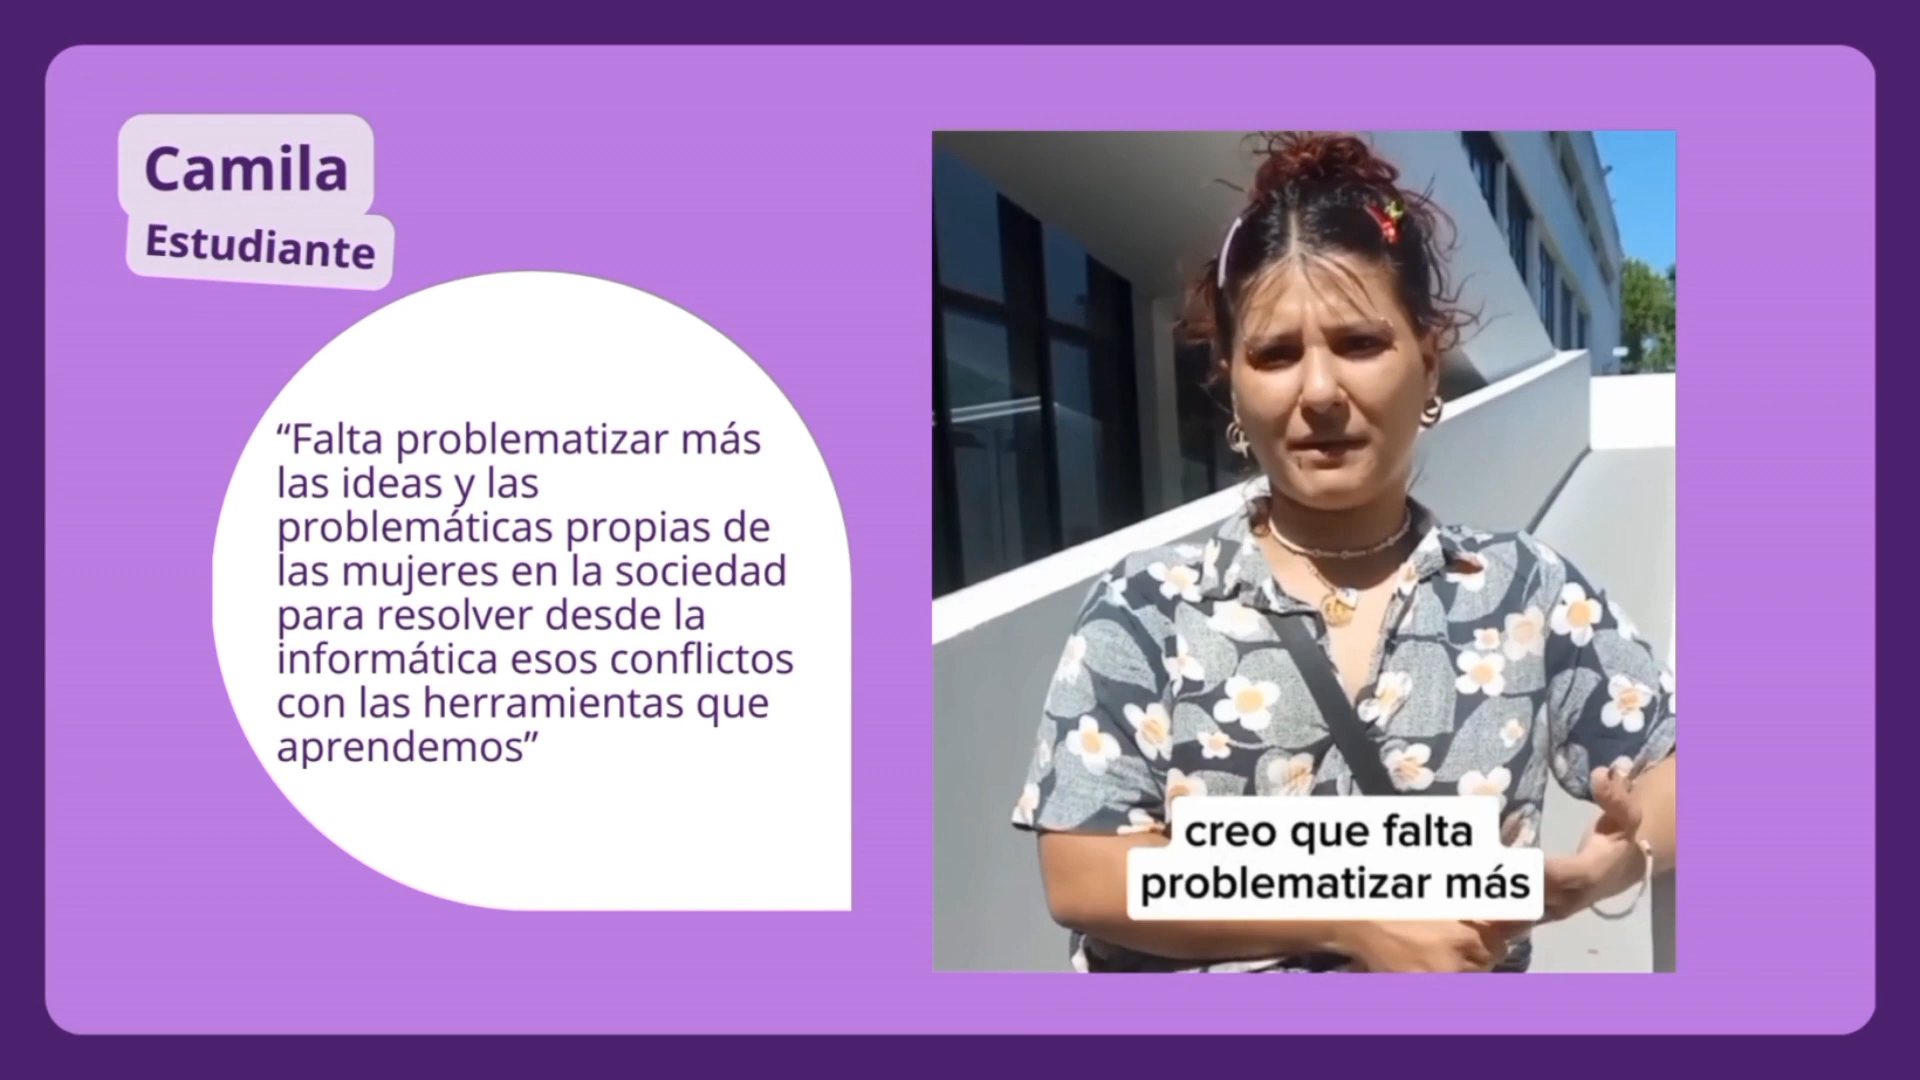 Camila
Estudiante
“Falta problematizar más
las ideas y las
problemáticas propias de
las mujeres en la sociedad
para resolver desde la
informática esos conflictos
con las herramientas que
aprendemos”
creo que falta
problematizar más